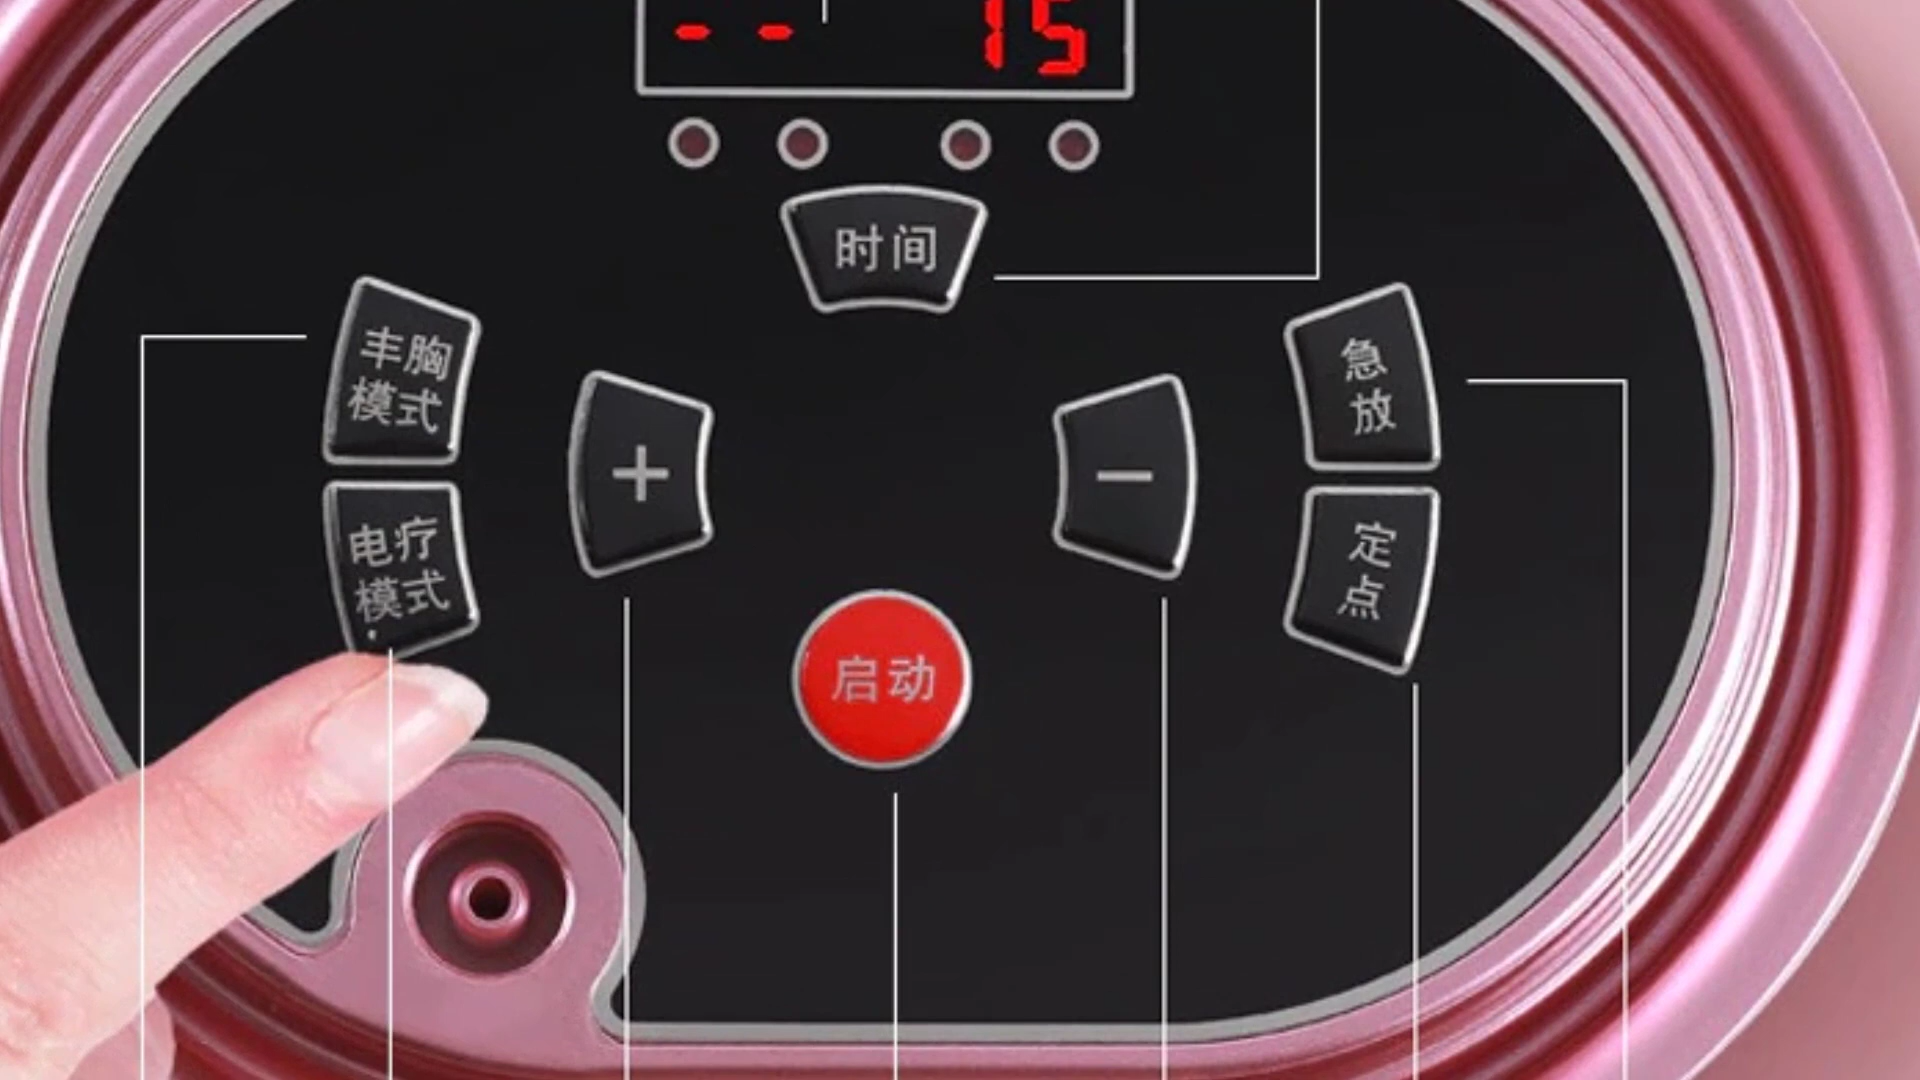 -- 15
时间
丰胸
模式
+
−
急
放
电疗
模式
定
点
启动